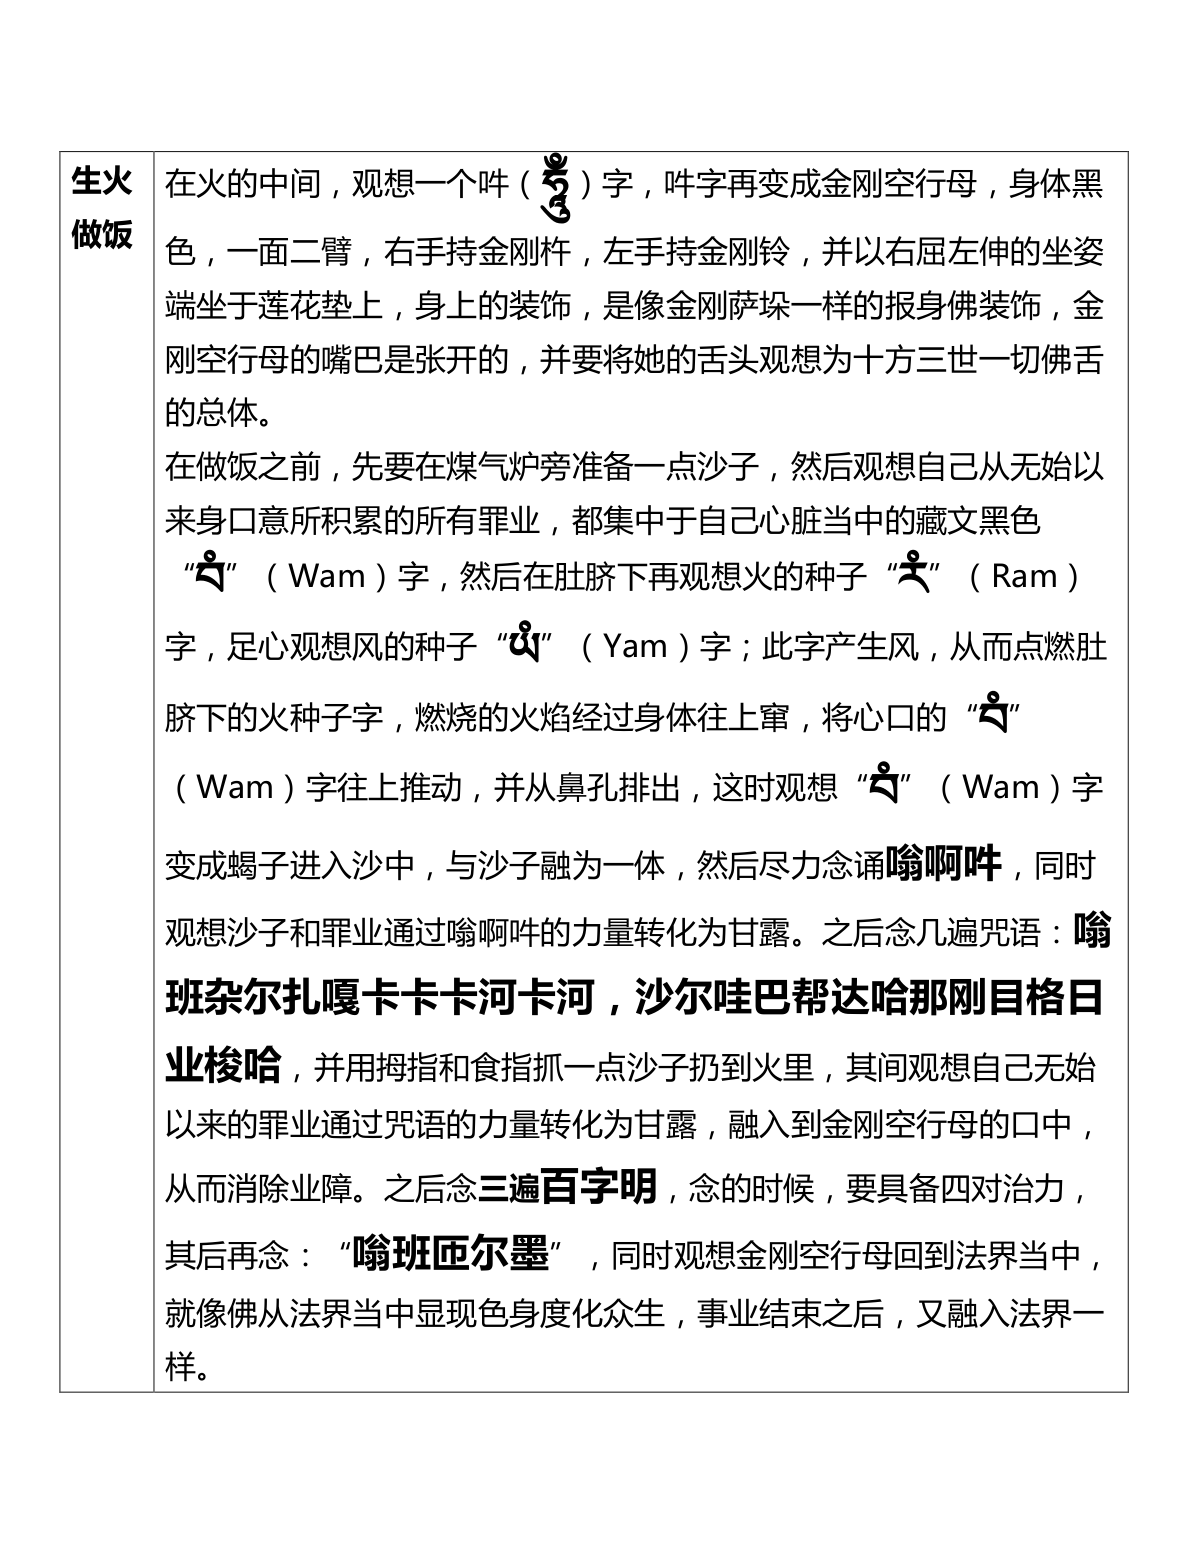 生火
做饭
在火的中间，观想一个吽（ཧཱུྃ）字，吽字再变成金刚空行母，身体黑
色，一面二臂，右手持金刚杵，左手持金刚铃，并以右屈左伸的坐姿
端坐于莲花垫上，身上的装饰，是像金刚萨垛一样的报身佛装饰，金
刚空行母的嘴巴是张开的，并要将她的舌头观想为十方三世一切佛舌
的总体。
在做饭之前，先要在煤气炉旁准备一点沙子，然后观想自己从无始以
来身口意所积累的所有罪业，都集中于自己心脏当中的藏文黑色
“བཾ”（Wam）字，然后在肚脐下再观想火的种子“རཾ”（Ram）
字，足心观想风的种子“ཡཾ”（Yam）字；此字产生风，从而点燃肚
脐下的火种子字，燃烧的火焰经过身体往上窜，将心口的“བཾ”
（Wam）字往上推动，并从鼻孔排出，这时观想“བཾ”（Wam）字
变成蝎子进入沙中，与沙子融为一体，然后尽力念诵嗡啊吽，同时
观想沙子和罪业通过嗡啊吽的力量转化为甘露。之后念几遍咒语：嗡
班杂尔扎嘎卡卡卡河卡河，沙尔哇巴帮达哈那刚目格日
业梭哈，并用拇指和食指抓一点沙子扔到火里，其间观想自己无始
以来的罪业通过咒语的力量转化为甘露，融入到金刚空行母的口中，
从而消除业障。之后念三遍百字明，念的时候，要具备四对治力，
其后再念：“嗡班匝尔墨”，同时观想金刚空行母回到法界当中，
就像佛从法界当中显现色身度化众生，事业结束之后，又融入法界一
样。